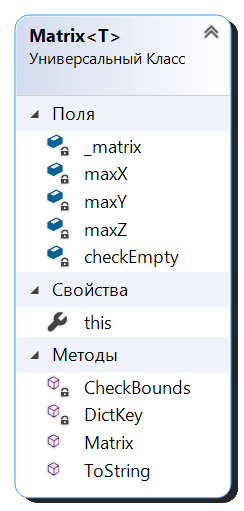 Matrix<T>
Универсальный Класс
Поля
_matrix
maxX
maxY
maxZ
checkEmpty
Свойства
this
Методы
CheckBounds
DictKey
Matrix
ToString